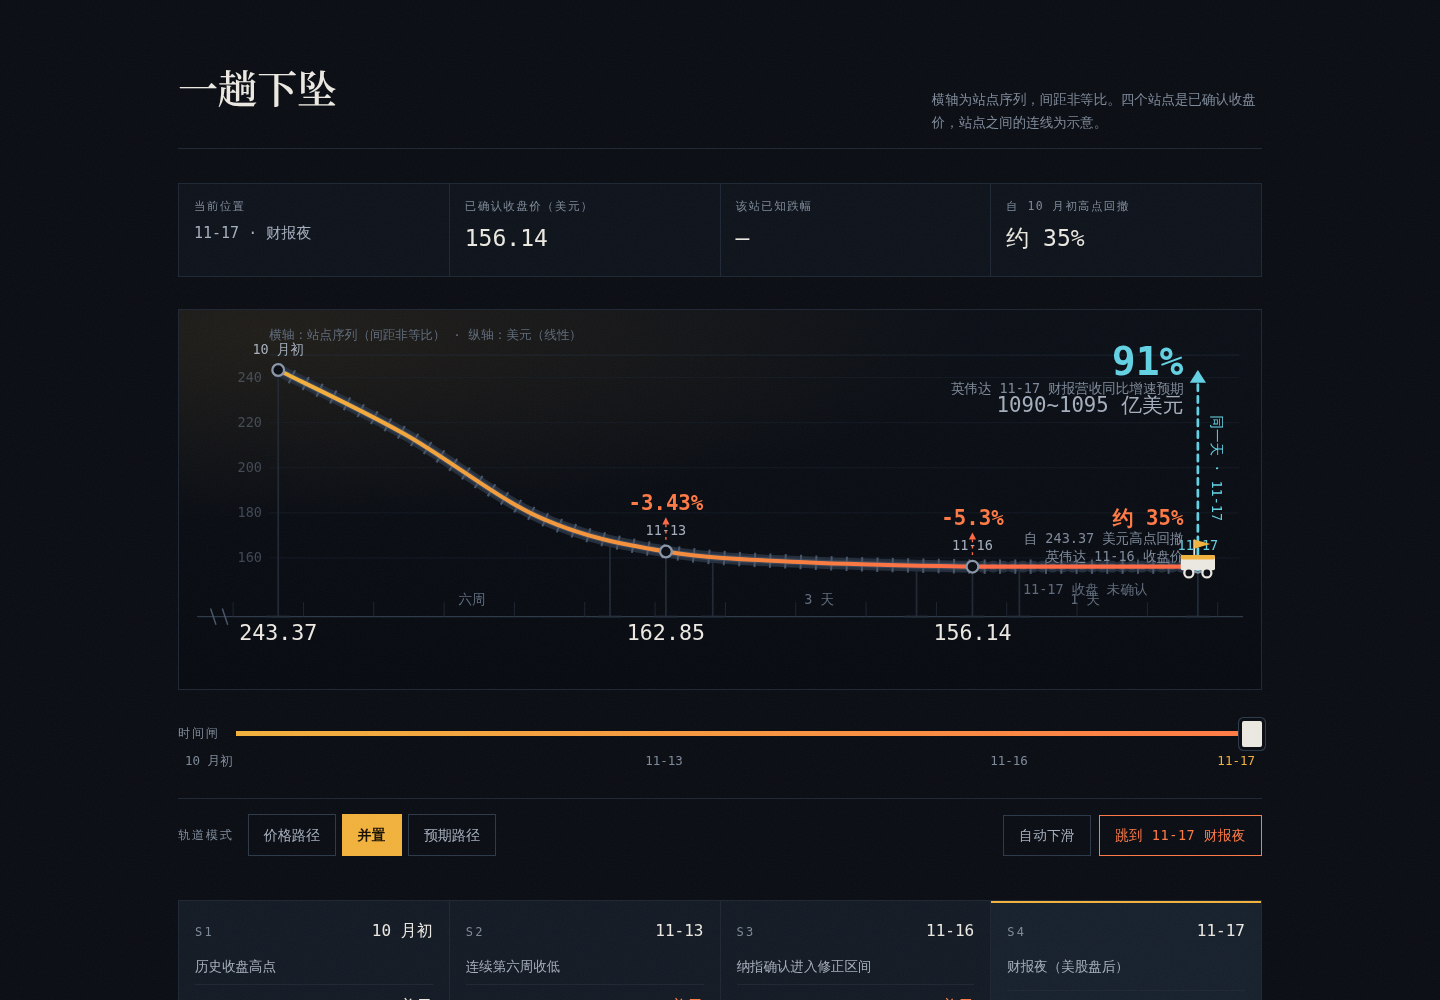 一趟下坠
横轴为站点序列，间距非等比。四个站点是已确认收盘
价，站点之间的连线为示意。
当前位置
11-17 · 财报夜
已确认收盘价（美元）
156.14
该站已知跌幅
—
自 10 月初高点回撤
约 35%
横轴：站点序列（间距非等比） · 纵轴：美元（线性）
10 月初
240
220
200
180
160
91%
英伟达 11-17 财报营收同比增速预期
1090~1095 亿美元
同一天 · 11-17
-3.43%
11-13
-5.3%
11-16
约 35%
自 243.37 美元高点回撤
英伟达 11-16 收盘价
11-17
11-17 收盘 未确认
六周
3 天
1 天
243.37
162.85
156.14
时间闸
10 月初
11-13
11-16
11-17
轨道模式
价格路径
并置
预期路径
自动下滑
跳到 11-17 财报夜
S1
10 月初
历史收盘高点
S2
11-13
连续第六周收低
S3
11-16
纳指确认进入修正区间
S4
11-17
财报夜（美股盘后）